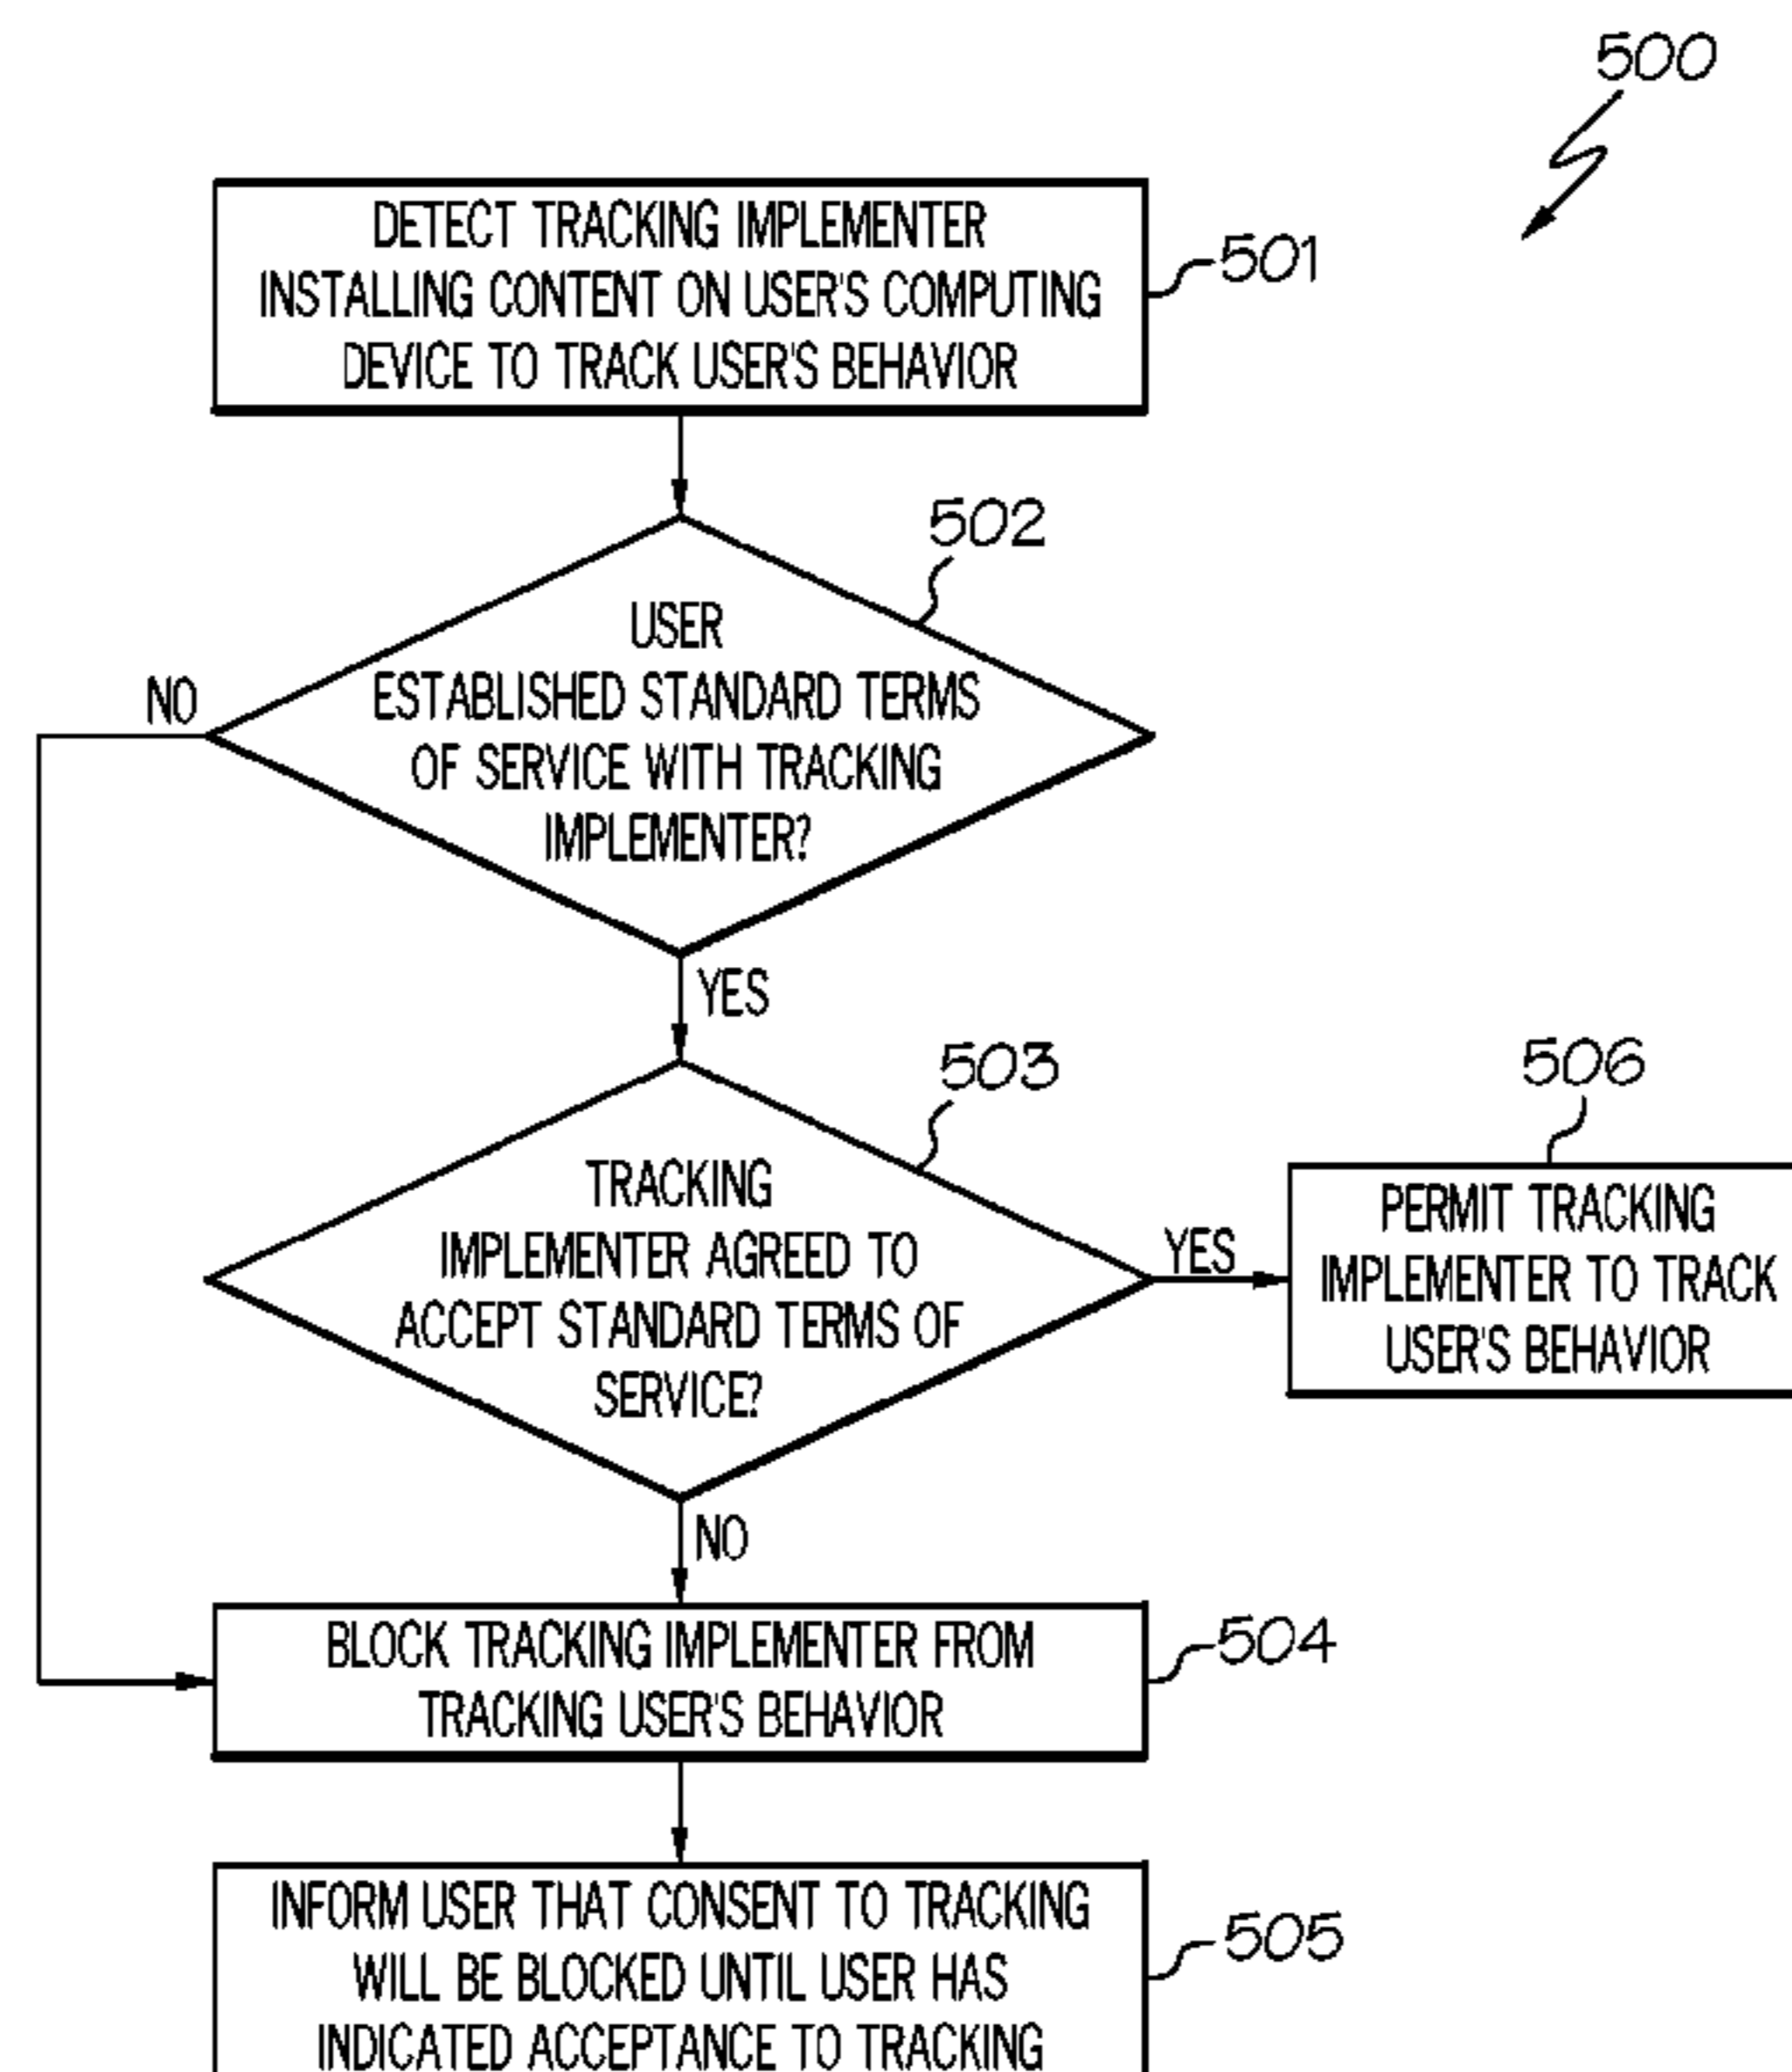 500
DETECT TRACKING IMPLEMENTER
INSTALLING CONTENT ON USER'S COMPUTING
DEVICE TO TRACK USER'S BEHAVIOR
501
502
USER
ESTABLISHED STANDARD TERMS
OF SERVICE WITH TRACKING
IMPLEMENTER?
NO
YES
503
TRACKING
IMPLEMENTER AGREED TO
ACCEPT STANDARD TERMS OF
SERVICE?
YES
506
PERMIT TRACKING
IMPLEMENTER TO TRACK
USER'S BEHAVIOR
NO
BLOCK TRACKING IMPLEMENTER FROM
TRACKING USER'S BEHAVIOR
504
INFORM USER THAT CONSENT TO TRACKING
WILL BE BLOCKED UNTIL USER HAS
INDICATED ACCEPTANCE TO TRACKING
505